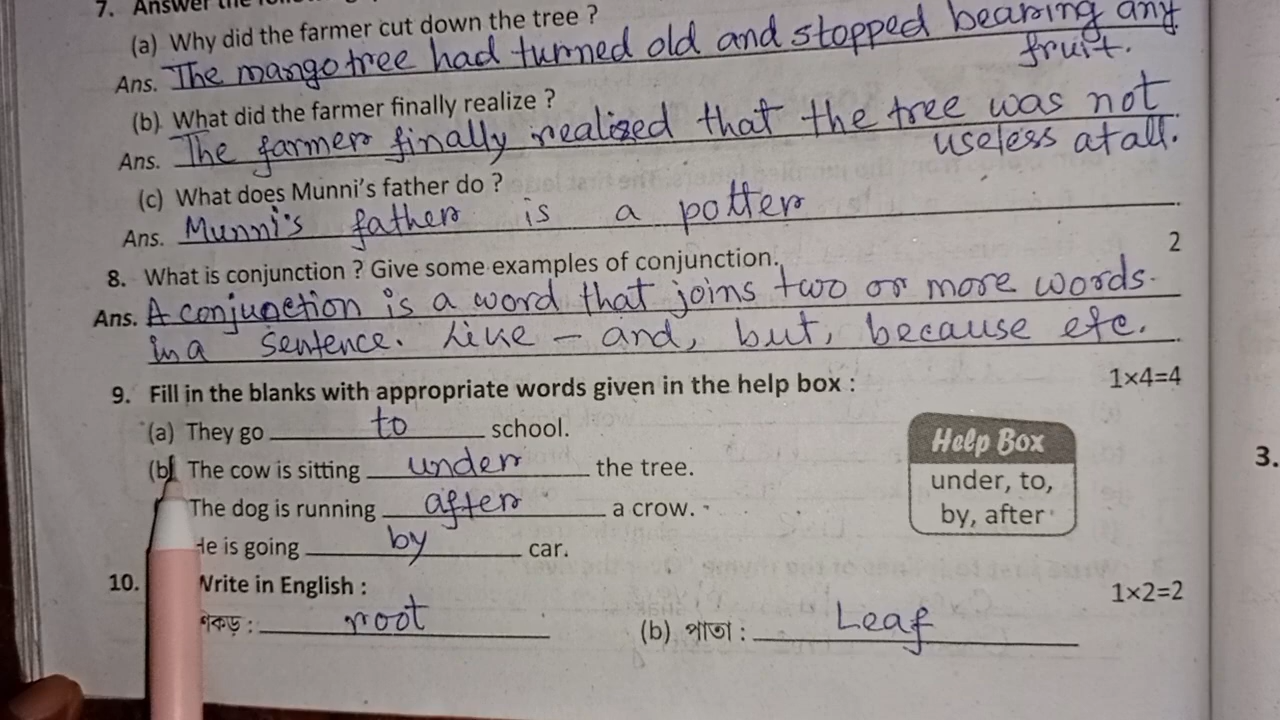 7. Answer the
(a) Why did the farmer cut down the tree ?
Ans. The mango tree had turned old and stopped bearing any
fruit.
(b) What did the farmer finally realize ?
Ans. The farmer finally realized that the tree was not
useless at all.
(c) What does Munni's father do ?
Ans. Munni's father is a potter
8. What is conjunction ? Give some examples of conjunction. 2
Ans. A conjunction is a word that joins two or more words
in a sentence. Like – and, but, because etc.
9. Fill in the blanks with appropriate words given in the help box : 1×4=4
(a) They go to school.
(b) The cow is sitting under the tree.
The dog is running after a crow.
He is going by car.
Help Box
under, to,
by, after
10. Write in English : 1×2=2
শিকড় : root (b) পাতা : Leaf
3.